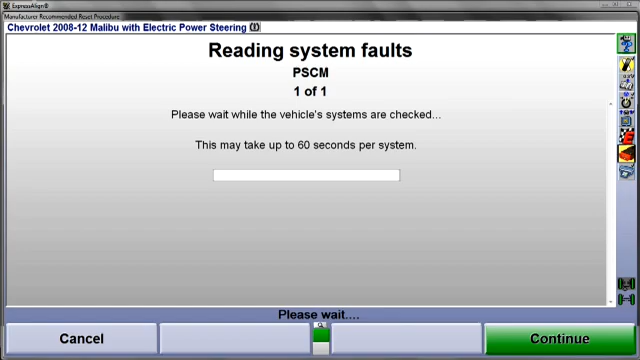 ExpressAlign®
Manufacturer Recommended Reset Procedure
Chevrolet 2008-12 Malibu with Electric Power Steering
Reading system faults
PSCM
1 of 1
Please wait while the vehicle's systems are checked...
This may take up to 60 seconds per system.
Please wait....
Cancel
Continue